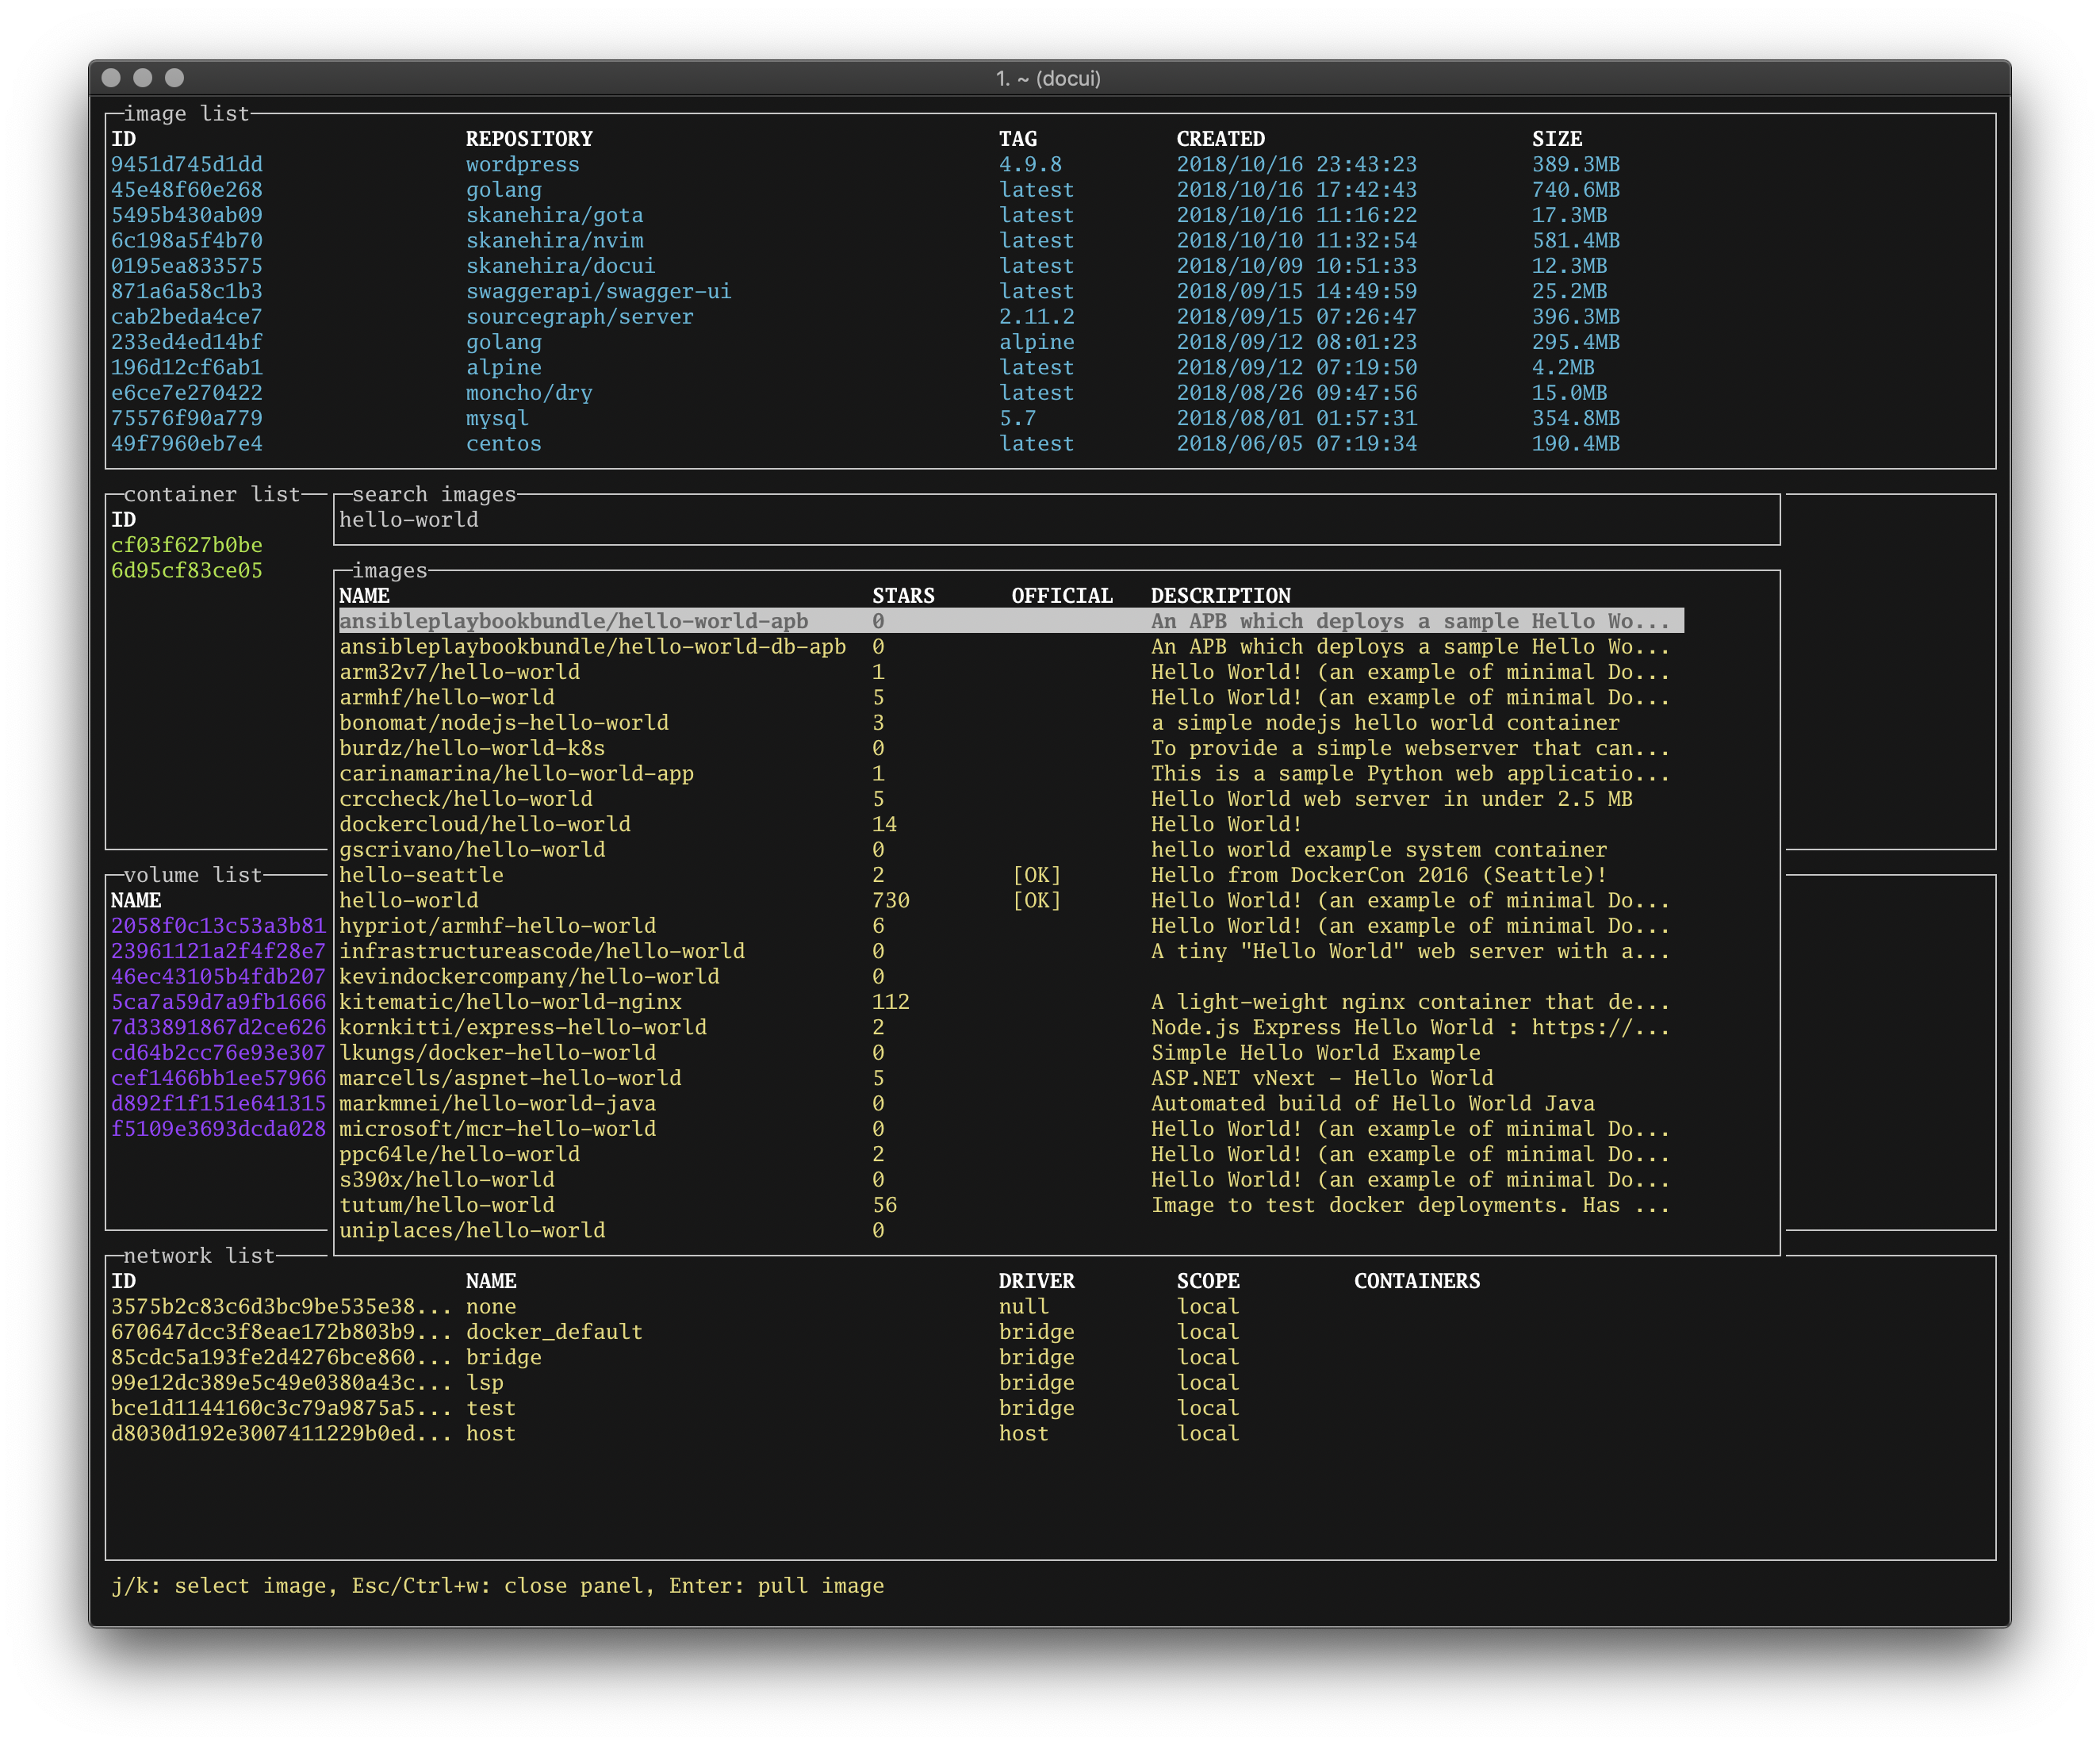 1. ~ (docui)
image list
ID REPOSITORY TAG CREATED SIZE
9451d745d1dd wordpress 4.9.8 2018/10/16 23:43:23 389.3MB
45e48f60e268 golang latest 2018/10/16 17:42:43 740.6MB
5495b430ab09 skanehira/gota latest 2018/10/16 11:16:22 17.3MB
6c198a5f4b70 skanehira/nvim latest 2018/10/10 11:32:54 581.4MB
0195ea833575 skanehira/docui latest 2018/10/09 10:51:33 12.3MB
871a6a58c1b3 swaggerapi/swagger-ui latest 2018/09/15 14:49:59 25.2MB
cab2beda4ce7 sourcegraph/server 2.11.2 2018/09/15 07:26:47 396.3MB
233ed4ed14bf golang alpine 2018/09/12 08:01:23 295.4MB
196d12cf6ab1 alpine latest 2018/09/12 07:19:50 4.2MB
e6ce7e270422 moncho/dry latest 2018/08/26 09:47:56 15.0MB
75576f90a779 mysql 5.7 2018/08/01 01:57:31 354.8MB
49f7960eb7e4 centos latest 2018/06/05 07:19:34 190.4MB
container list
ID
cf03f627b0be
6d95cf83ce05
search images
hello-world
images
NAME STARS OFFICIAL DESCRIPTION
ansibleplaybookbundle/hello-world-apb 0 An APB which deploys a sample Hello Wo...
ansibleplaybookbundle/hello-world-db-apb 0 An APB which deploys a sample Hello Wo...
arm32v7/hello-world 1 Hello World! (an example of minimal Do...
armhf/hello-world 5 Hello World! (an example of minimal Do...
bonomat/nodejs-hello-world 3 a simple nodejs hello world container
burdz/hello-world-k8s 0 To provide a simple webserver that can...
carinamarina/hello-world-app 1 This is a sample Python web applicatio...
crccheck/hello-world 5 Hello World web server in under 2.5 MB
dockercloud/hello-world 14 Hello World!
gscrivano/hello-world 0 hello world example system container
hello-seattle 2 [OK] Hello from DockerCon 2016 (Seattle)!
hello-world 730 [OK] Hello World! (an example of minimal Do...
hypriot/armhf-hello-world 6 Hello World! (an example of minimal Do...
infrastructureascode/hello-world 0 A tiny "Hello World" web server with a...
kevindockercompany/hello-world 0
kitematic/hello-world-nginx 112 A light-weight nginx container that de...
kornkitti/express-hello-world 2 Node.js Express Hello World : https://...
lkungs/docker-hello-world 0 Simple Hello World Example
marcells/aspnet-hello-world 5 ASP.NET vNext - Hello World
markmnei/hello-world-java 0 Automated build of Hello World Java
microsoft/mcr-hello-world 0 Hello World! (an example of minimal Do...
ppc64le/hello-world 2 Hello World! (an example of minimal Do...
s390x/hello-world 0 Hello World! (an example of minimal Do...
tutum/hello-world 56 Image to test docker deployments. Has ...
uniplaces/hello-world 0
volume list
NAME
2058f0c13c53a3b81
23961121a2f4f28e7
46ec43105b4fdb207
5ca7a59d7a9fb1666
7d33891867d2ce626
cd64b2cc76e93e307
cef1466bb1ee57966
d892f1f151e641315
f5109e3693dcda028
network list
ID NAME DRIVER SCOPE CONTAINERS
3575b2c83c6d3bc9be535e38... none null local
670647dcc3f8eae172b803b9... docker_default bridge local
85cdc5a193fe2d4276bce860... bridge bridge local
99e12dc389e5c49e0380a43c... lsp bridge local
bce1d1144160c3c79a9875a5... test bridge local
d8030d192e3007411229b0ed... host host local
j/k: select image, Esc/Ctrl+w: close panel, Enter: pull image